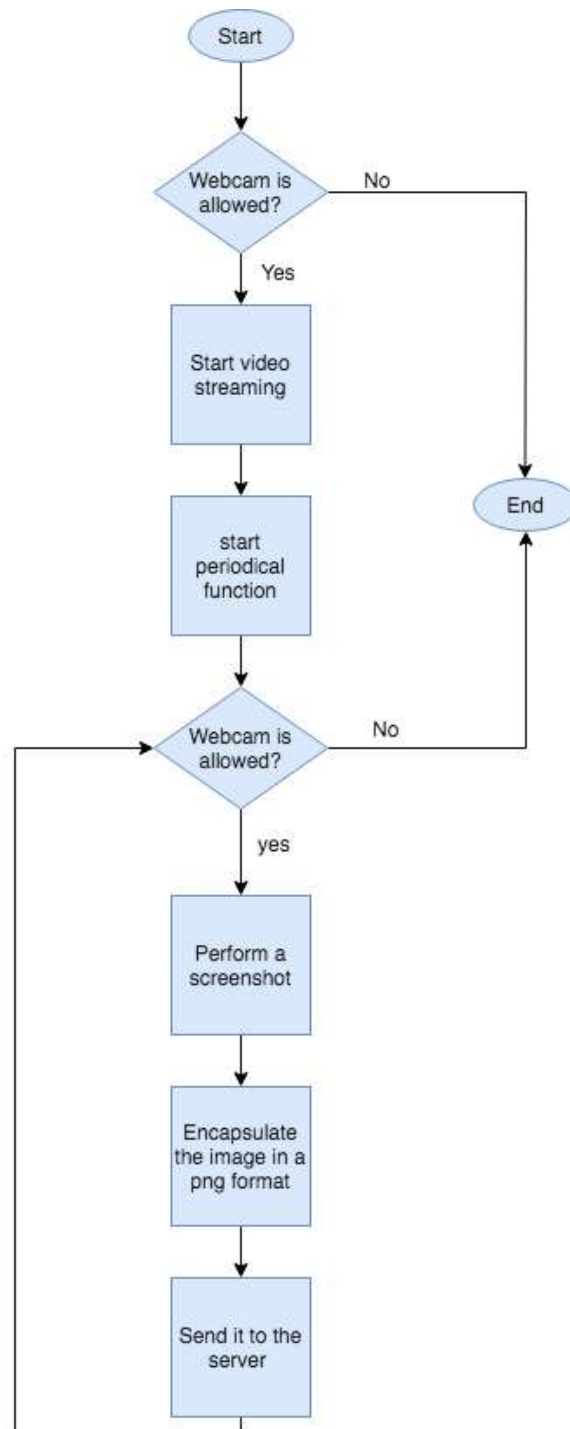 Start
Webcam is
allowed?
No
Yes
Start video
streaming
End
start
periodical
function
Webcam is
allowed?
No
yes
Perform a
screenshot
Encapsulate
the image in a
png format
Send it to the
server